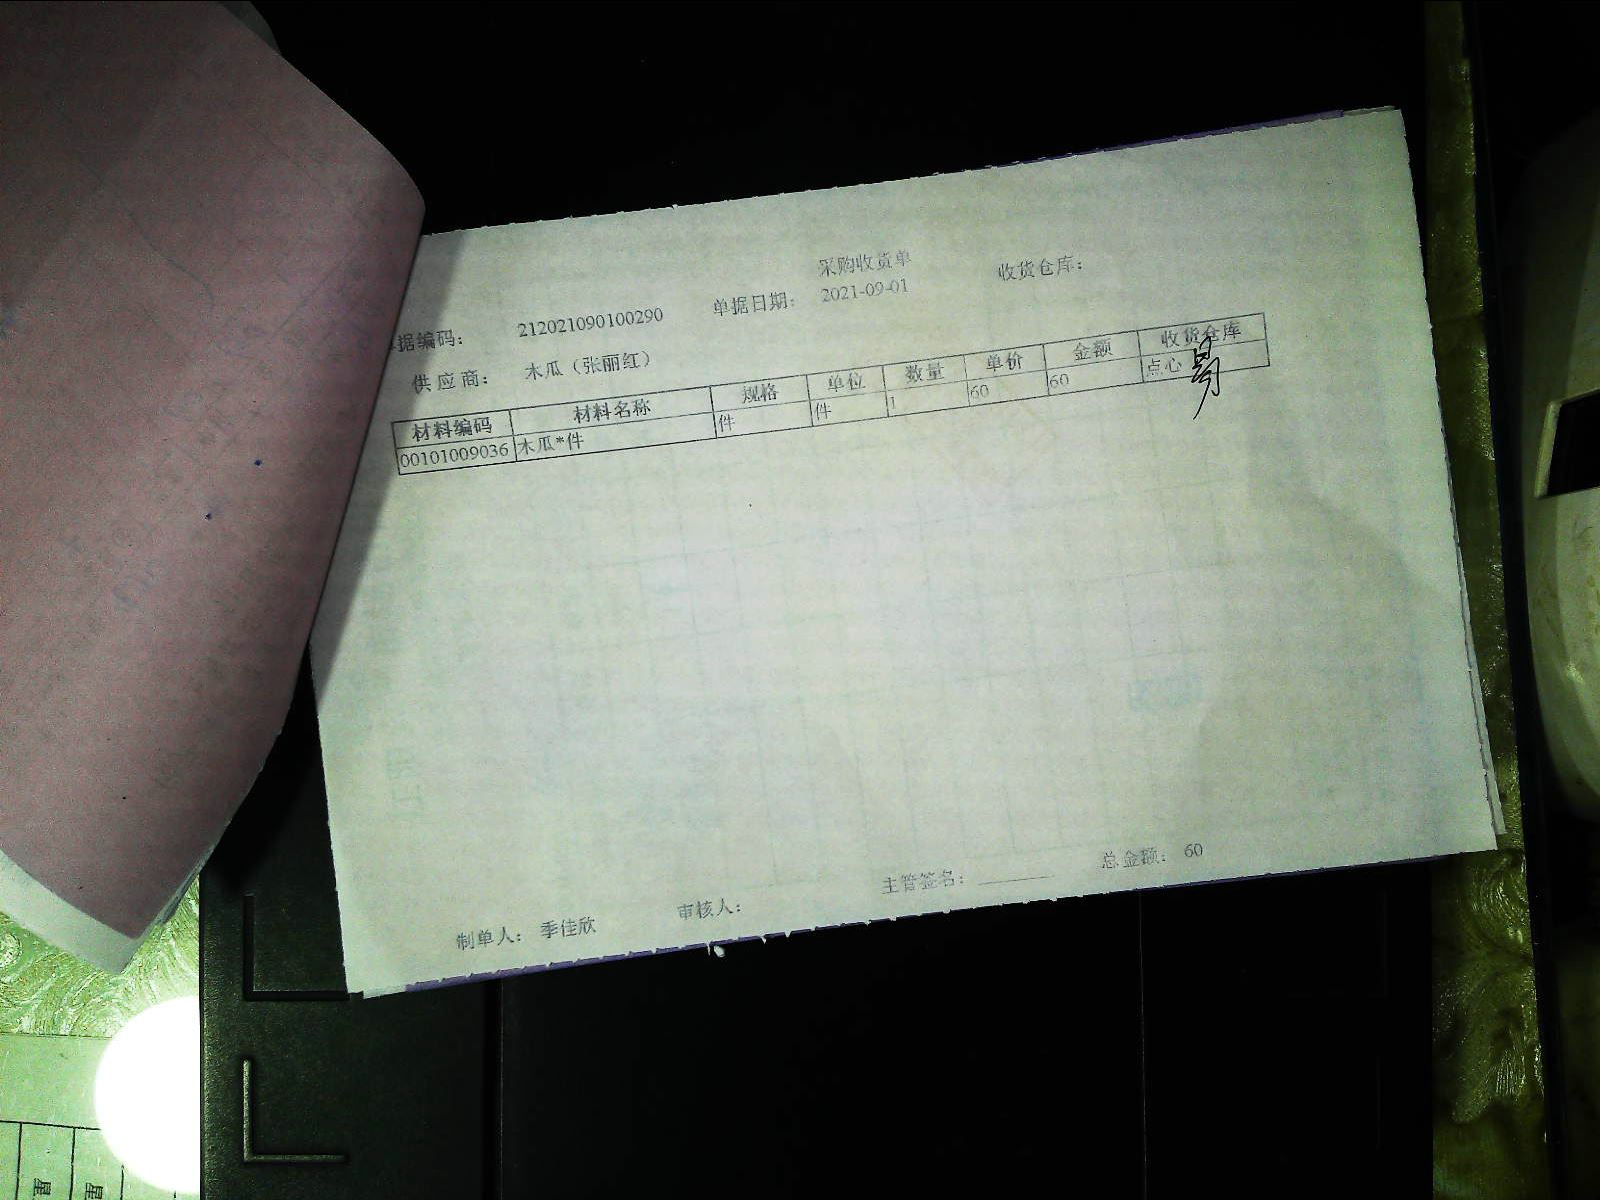 采购收货单
据编码： 212021090100290 单据日期： 2021-09-01 收货仓库：
供应商： 木瓜（张丽红）
材料编码 材料名称 规格 单位 数量 单价 金额 收货仓库
00101009036 木瓜*件 件 件 1 60 60 点心
制单人： 季佳欣 审核人： 主管签名： 总金额： 60